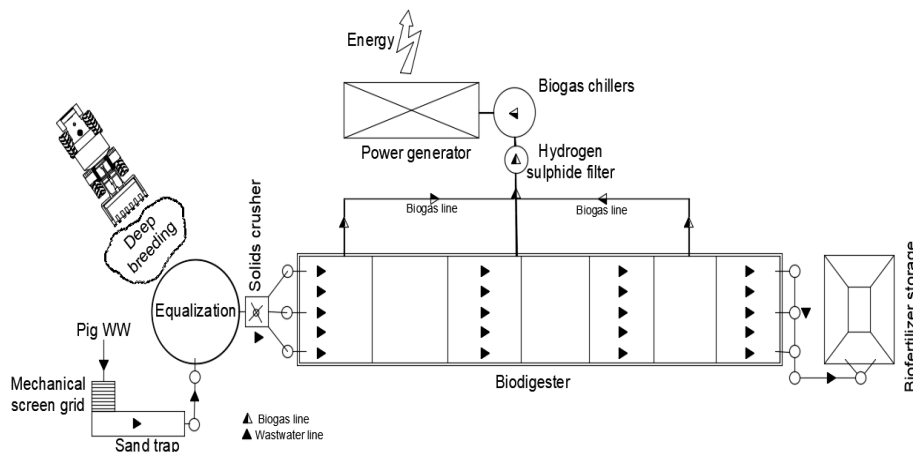 Energy
Biogas chillers
Power generator
Hydrogen
sulphide filter
Biogas line
Biogas line
Deep
breeding
Solids crusher
Equalization
Pig WW
Mechanical
screen grid
Sand trap
Biodigester
Biofertilizer storage
Biogas line
Wastwater line